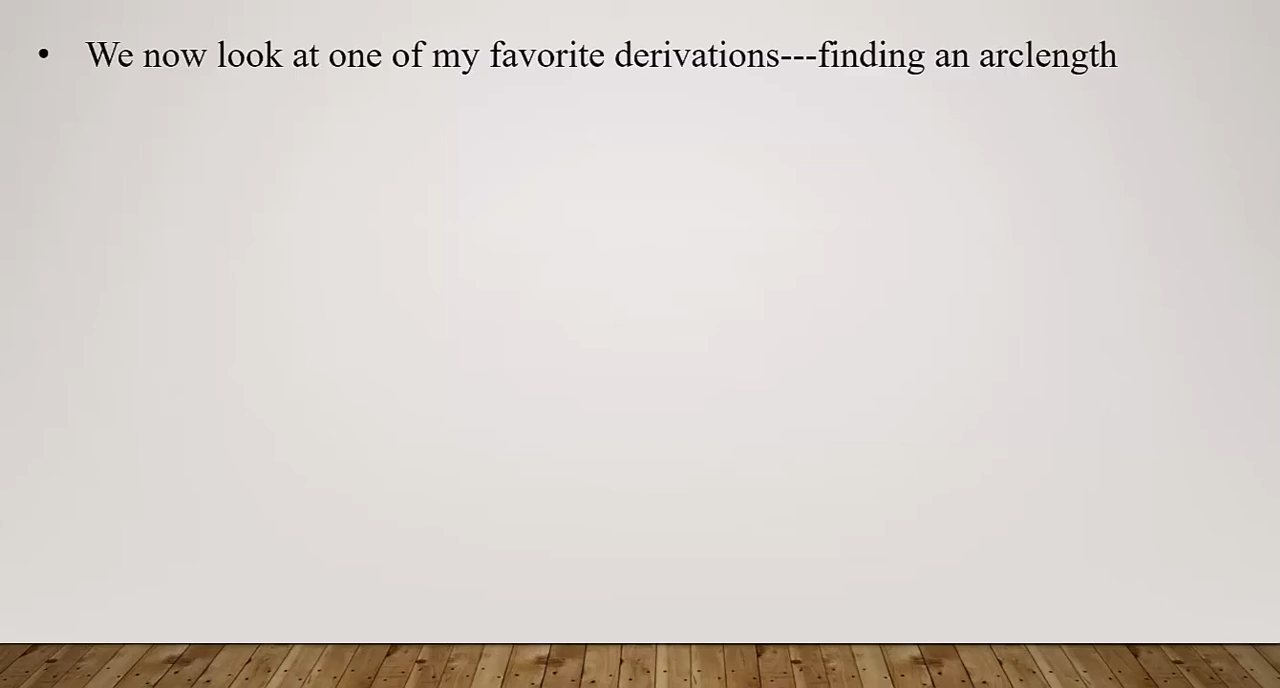 • We now look at one of my favorite derivations---finding an arclength